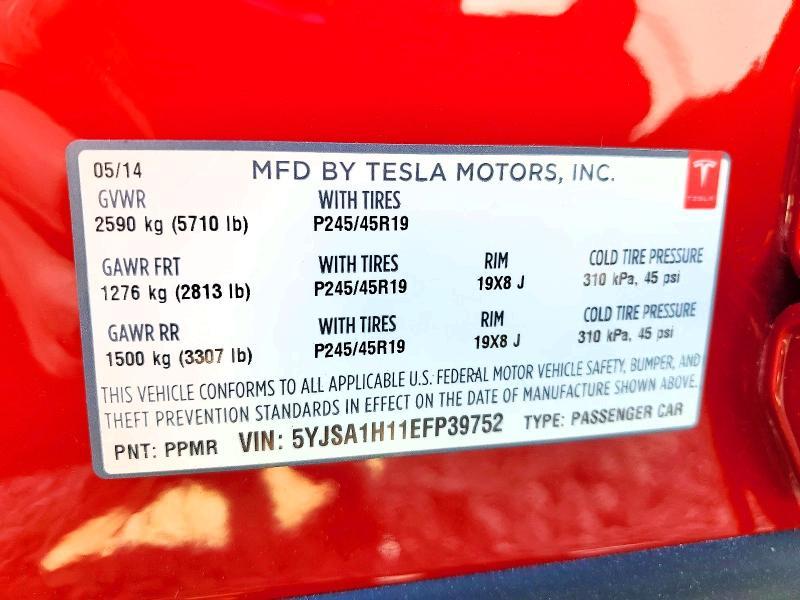 05/14 MFD BY TESLA MOTORS, INC.
TESLA
GVWR WITH TIRES
2590 kg (5710 lb) P245/45R19
GAWR FRT WITH TIRES RIM COLD TIRE PRESSURE
1276 kg (2813 lb) P245/45R19 19X8 J 310 kPa, 45 psi
GAWR RR WITH TIRES RIM COLD TIRE PRESSURE
1500 kg (3307 lb) P245/45R19 19X8 J 310 kPa, 45 psi
THIS VEHICLE CONFORMS TO ALL APPLICABLE U.S. FEDERAL MOTOR VEHICLE SAFETY, BUMPER, AND
THEFT PREVENTION STANDARDS IN EFFECT ON THE DATE OF MANUFACTURE SHOWN ABOVE.
PNT: PPMR VIN: 5YJSA1H11EFP39752 TYPE: PASSENGER CAR